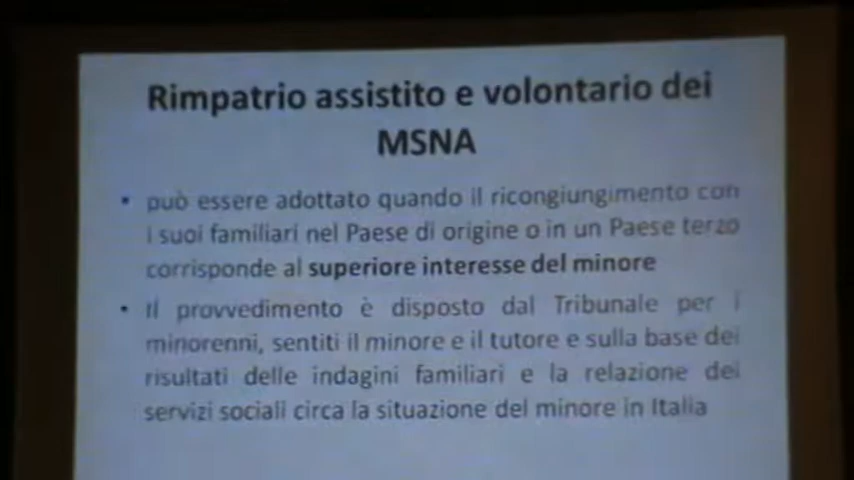 Rimpatrio assistito e volontario dei
MSNA
• può essere adottato quando il ricongiungimento con
i suoi familiari nel Paese di origine o in un Paese terzo
corrisponde al superiore interesse del minore
• Il provvedimento è disposto dal Tribunale per i
minorenni, sentiti il minore e il tutore e sulla base dei
risultati delle indagini familiari e la relazione dei
servizi sociali circa la situazione del minore in Italia